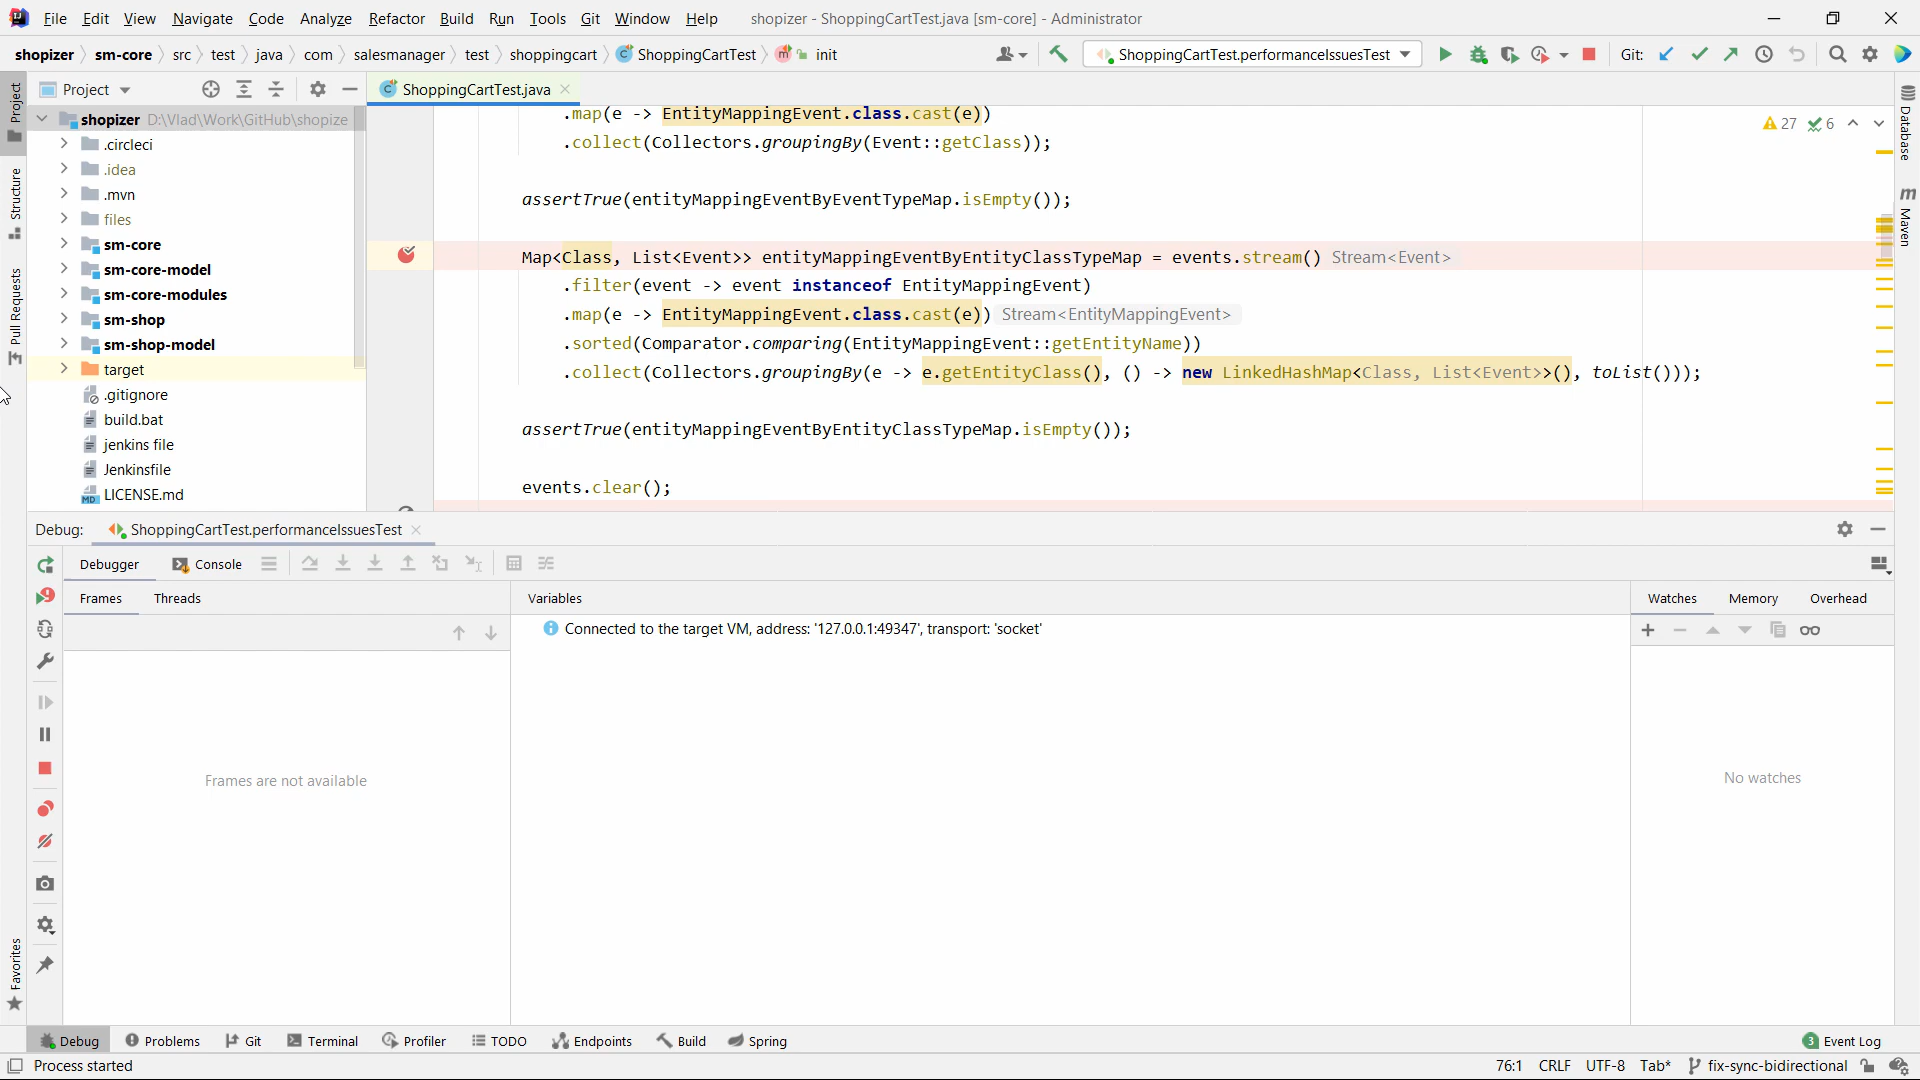 File Edit View Navigate Code Analyze Refactor Build Run Tools Git Window Help shopizer - ShoppingCartTest.java [sm-core] - Administrator
shopizer sm-core src test java com salesmanager test shoppingcart ShoppingCartTest init ShoppingCartTest.performanceIssuesTest Git:
Project ShoppingCartTest.java
shopizer D:\Vlad\Work\GitHub\shopize
.circleci
.idea
.mvn
files
sm-core
sm-core-model
sm-core-modules
sm-shop
sm-shop-model
target
.gitignore
build.bat
jenkins file
Jenkinsfile
LICENSE.md
.map(e -> EntityMappingEvent.class.cast(e))
.collect(Collectors.groupingBy(Event::getClass));
assertTrue(entityMappingEventByEventTypeMap.isEmpty());
Map<Class, List<Event>> entityMappingEventByEntityClassTypeMap = events.stream() Stream<Event>
.filter(event -> event instanceof EntityMappingEvent)
.map(e -> EntityMappingEvent.class.cast(e)) Stream<EntityMappingEvent>
.sorted(Comparator.comparing(EntityMappingEvent::getEntityName))
.collect(Collectors.groupingBy(e -> e.getEntityClass(), () -> new LinkedHashMap<Class, List<Event>>(), toList()));
assertTrue(entityMappingEventByEntityClassTypeMap.isEmpty());
events.clear();
27 6
Project
Structure
Pull Requests
Favorites
Database
Maven
Debug: ShoppingCartTest.performanceIssuesTest
Debugger Console
Frames Threads Variables Watches Memory Overhead
Connected to the target VM, address: '127.0.0.1:49347', transport: 'socket'
Frames are not available
No watches
Debug Problems Git Terminal Profiler TODO Endpoints Build Spring 3 Event Log
Process started 76:1 CRLF UTF-8 Tab* fix-sync-bidirectional